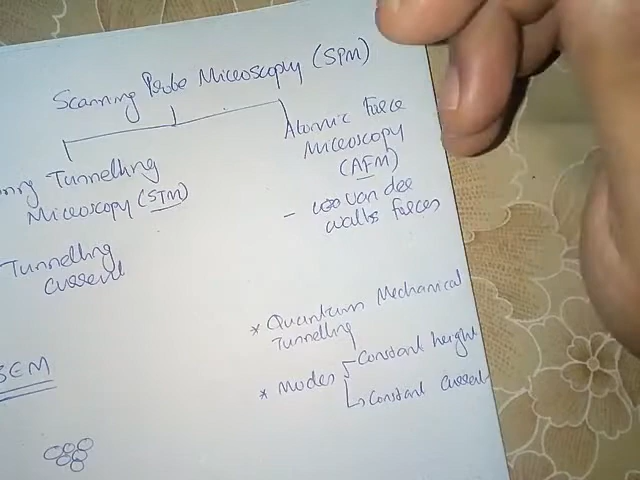 Scanning Probe Microscopy (SPM)
Tunnelling
Microscopy (STM)
Tunnelling
current
Atomic Force
Microscopy
(AFM)
- van der
walls forces
* Quantum Mechanical
Tunnelling
* Modes
Constant height
Constant current
SEM